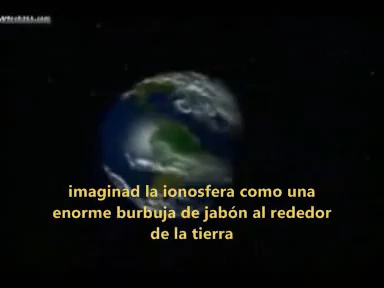 imaginad la ionosfera como una
enorme burbuja de jabón al rededor
de la tierra